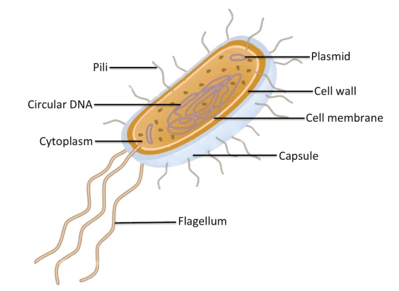 Plasmid
Pili
Cell wall
Circular DNA
Cell membrane
Cytoplasm
Capsule
Flagellum